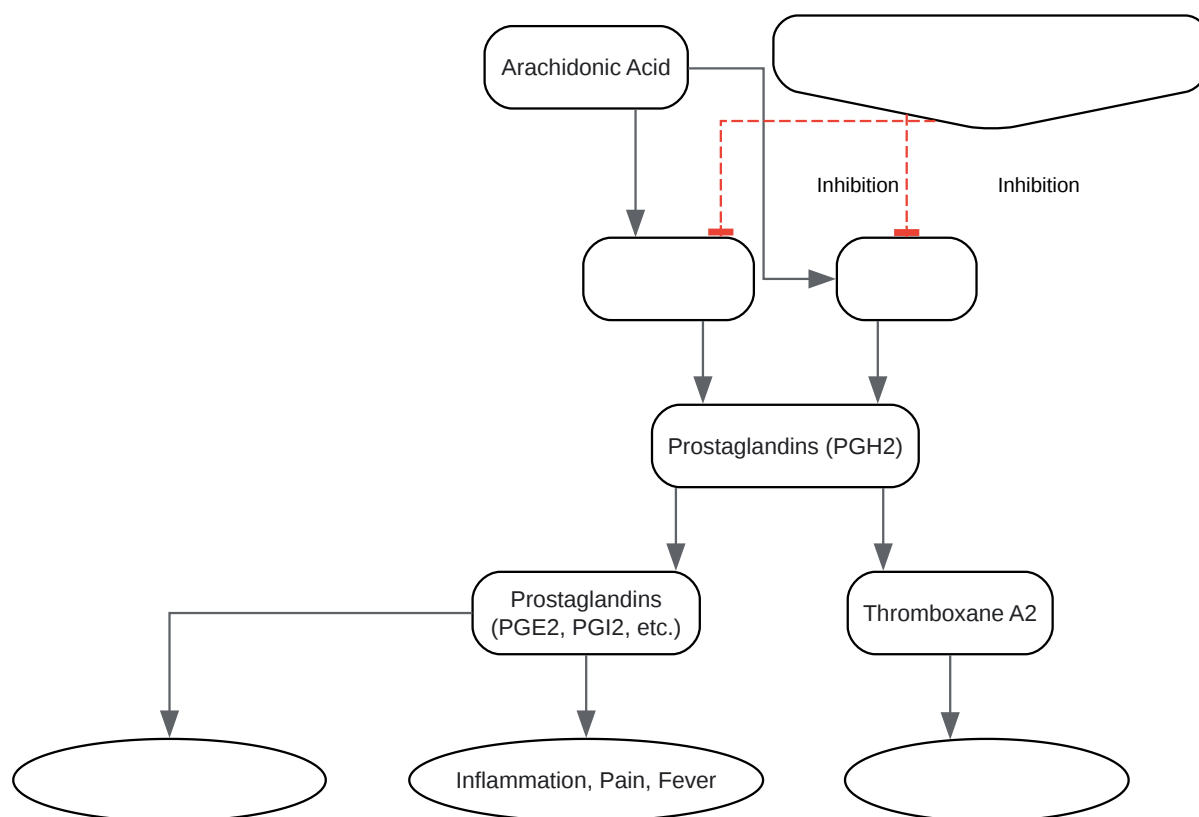 Arachidonic Acid
Inhibition
Inhibition
Prostaglandins (PGH2)
Prostaglandins
(PGE2, PGI2, etc.)
Thromboxane A2
Inflammation, Pain, Fever